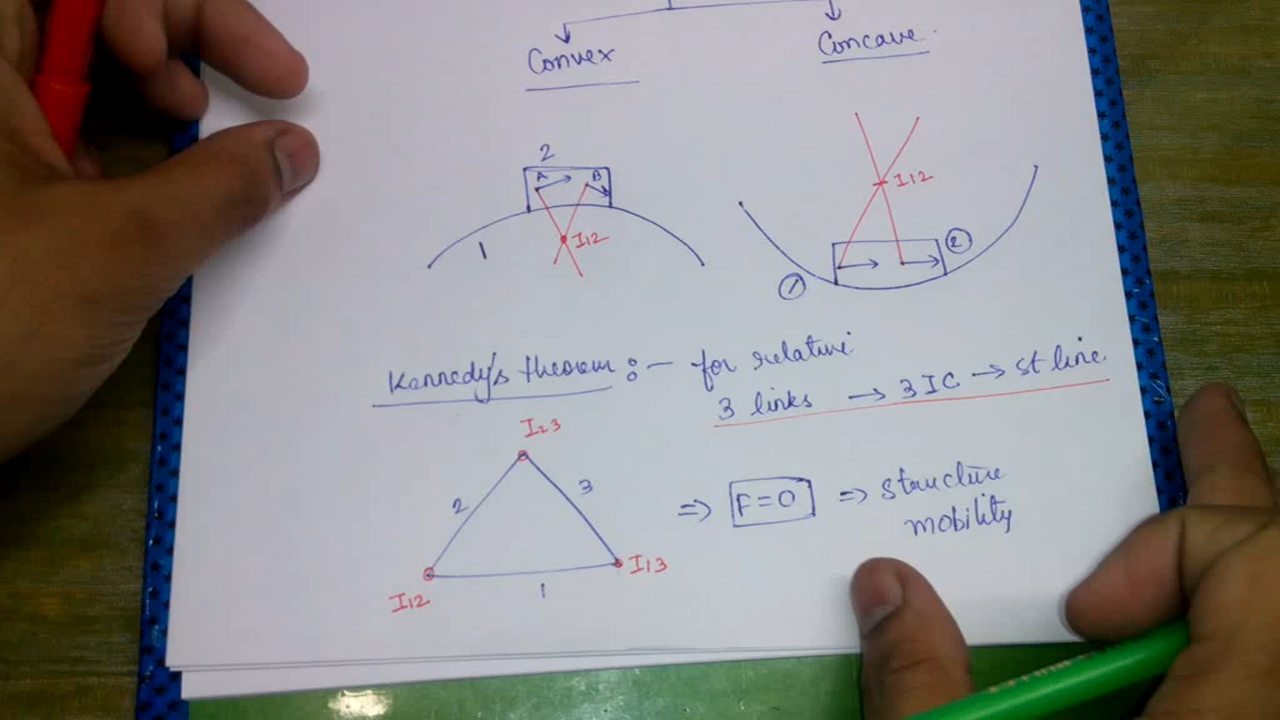 Convex
Concave
2
A
B
1
I12
I12
2
1
Kennedy's theorem :- for relative
3 links → 3 IC → st line
I23
2
3
⇒ F=0 ⇒ structure
mobility
I12
1
I13